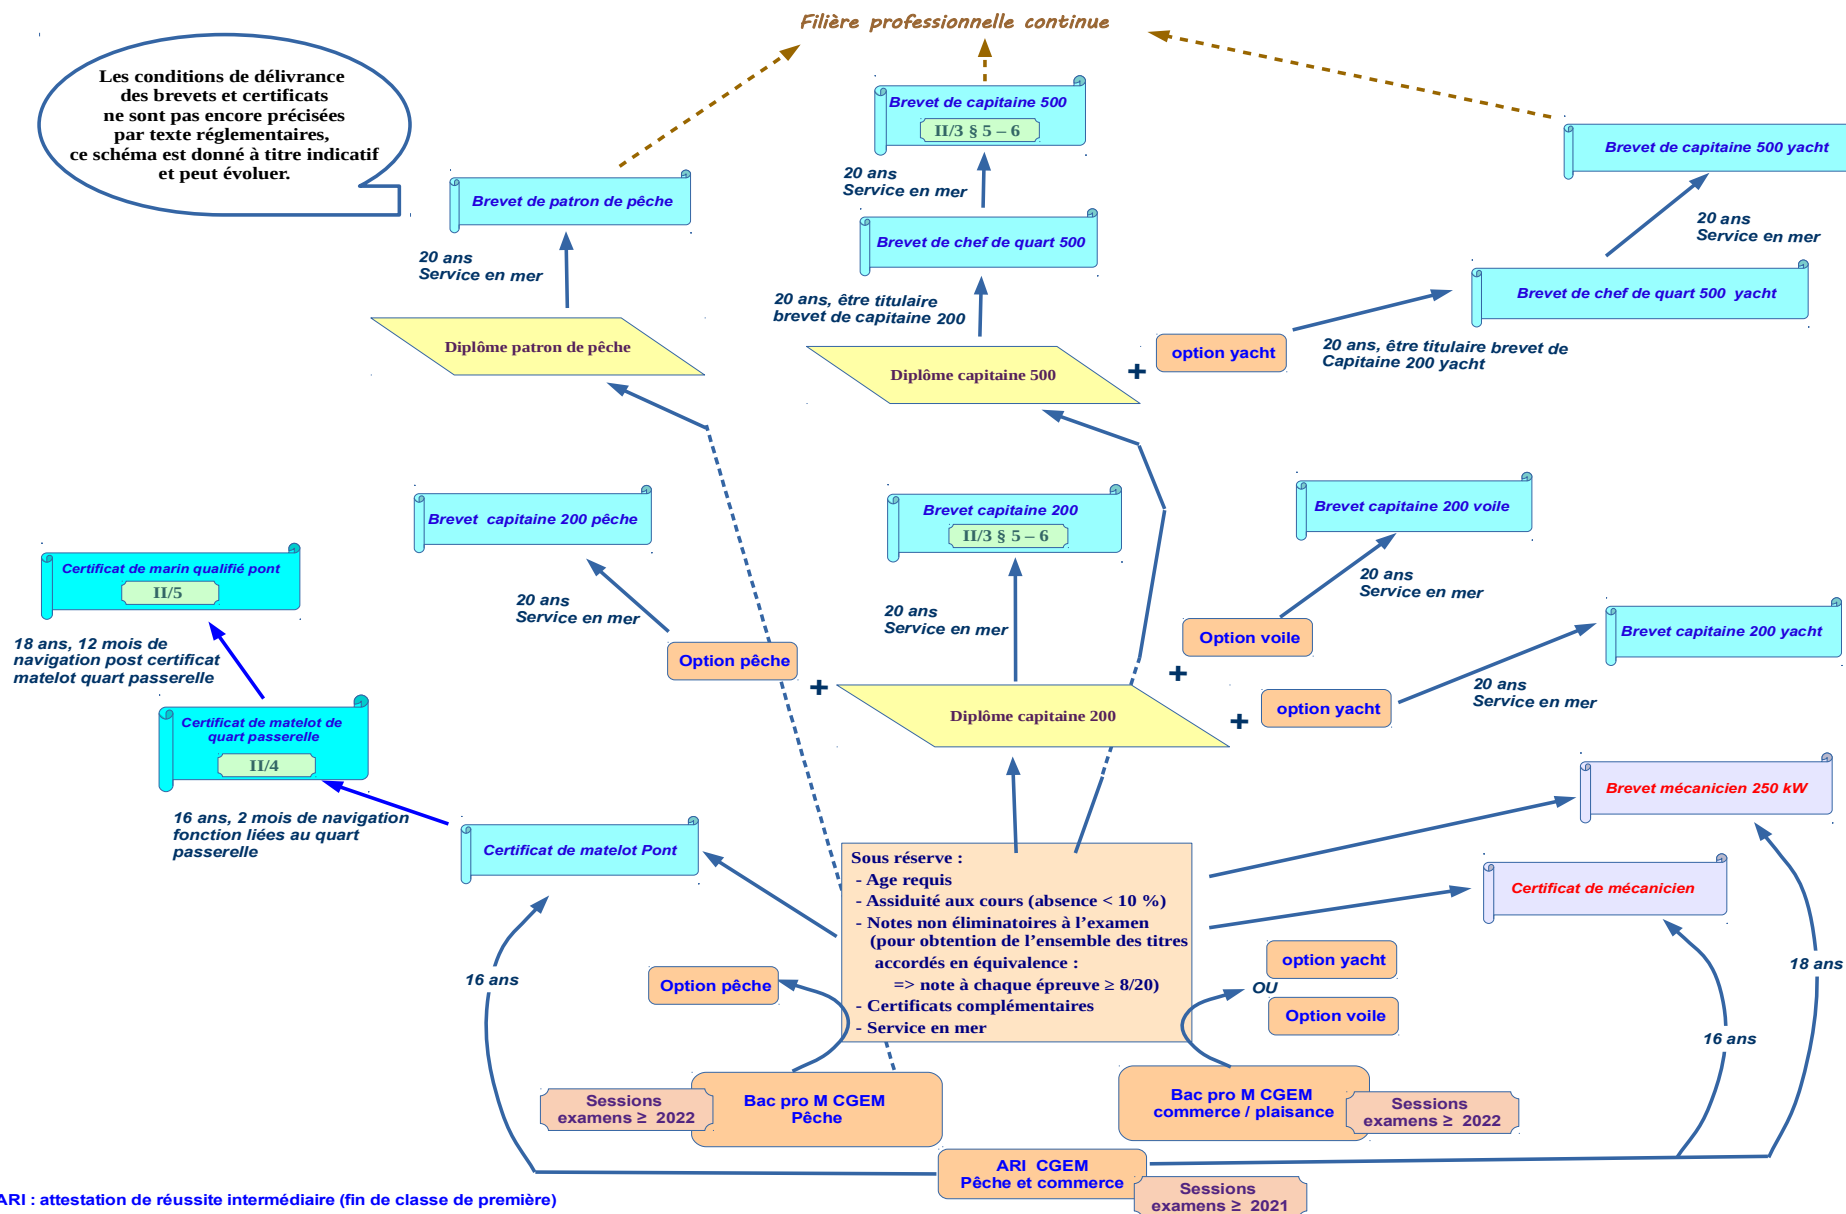 Filière professionnelle continue
Les conditions de délivrance
des brevets et certificats
ne sont pas encore précisées
par texte réglementaires,
ce schéma est donné à titre indicatif
et peut évoluer.
Brevet de capitaine 500
II/3 § 5 – 6
Brevet de capitaine 500 yacht
20 ans
Service en mer
Brevet de patron de pêche
20 ans
Service en mer
Brevet de chef de quart 500
20 ans
Service en mer
20 ans, être titulaire
brevet de capitaine 200
Brevet de chef de quart 500 yacht
Diplôme patron de pêche
Diplôme capitaine 500
+
option yacht
20 ans, être titulaire brevet de
Capitaine 200 yacht
Brevet capitaine 200 pêche
Brevet capitaine 200
II/3 § 5 – 6
Brevet capitaine 200 voile
Certificat de marin qualifié pont
II/5
20 ans
Service en mer
20 ans
Service en mer
20 ans
Service en mer
18 ans, 12 mois de
navigation post certificat
matelot quart passerelle
Option pêche
+
Option voile
+
Brevet capitaine 200 yacht
Certificat de matelot de
quart passerelle
II/4
Diplôme capitaine 200
+
option yacht
20 ans
Service en mer
16 ans, 2 mois de navigation
fonction liées au quart
passerelle
Certificat de matelot Pont
Brevet mécanicien 250 kW
Certificat de mécanicien
Sous réserve :
- Age requis
- Assiduité aux cours (absence < 10 %)
- Notes non éliminatoires à l’examen
(pour obtention de l’ensemble des titres
accordés en équivalence :
=> note à chaque épreuve ≥ 8/20)
- Certificats complémentaires
- Service en mer
16 ans
Option pêche
option yacht
OU
Option voile
18 ans
16 ans
Sessions
examens ≥ 2022
Bac pro M CGEM
Pêche
Bac pro M CGEM
commerce / plaisance
Sessions
examens ≥ 2022
ARI CGEM
Pêche et commerce
Sessions
examens ≥ 2021
ARI : attestation de réussite intermédiaire (fin de classe de première)